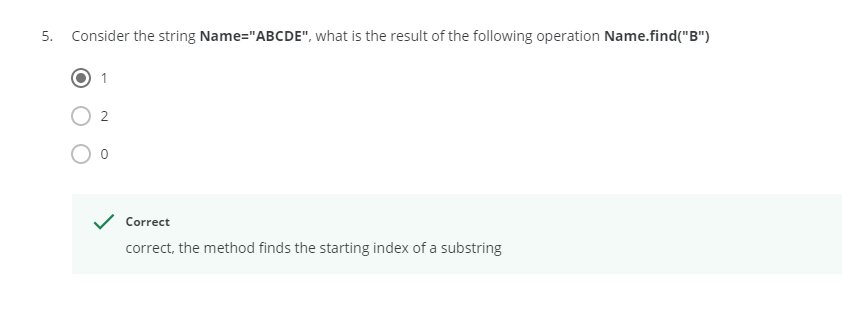 5. Consider the string Name="ABCDE", what is the result of the following operation Name.find("B")
1
2
0
Correct
correct, the method finds the starting index of a substring